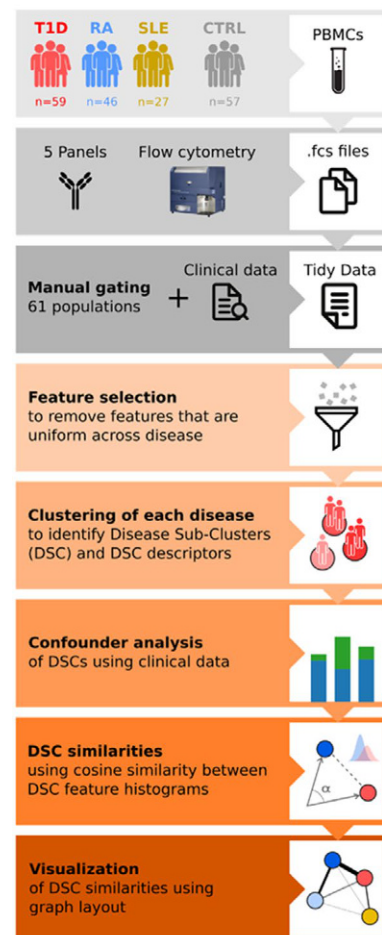 T1D RA SLE CTRL
PBMCs
n=59 n=46 n=27 n=57
5 Panels Flow cytometry .fcs files
Clinical data Tidy Data
Manual gating
61 populations
+
Feature selection
to remove features that are
uniform across disease
Clustering of each disease
to identify Disease Sub-Clusters
(DSC) and DSC descriptors
Confounder analysis
of DSCs using clinical data
DSC similarities
using cosine similarity between
DSC feature histograms
α
Visualization
of DSC similarities using
graph layout